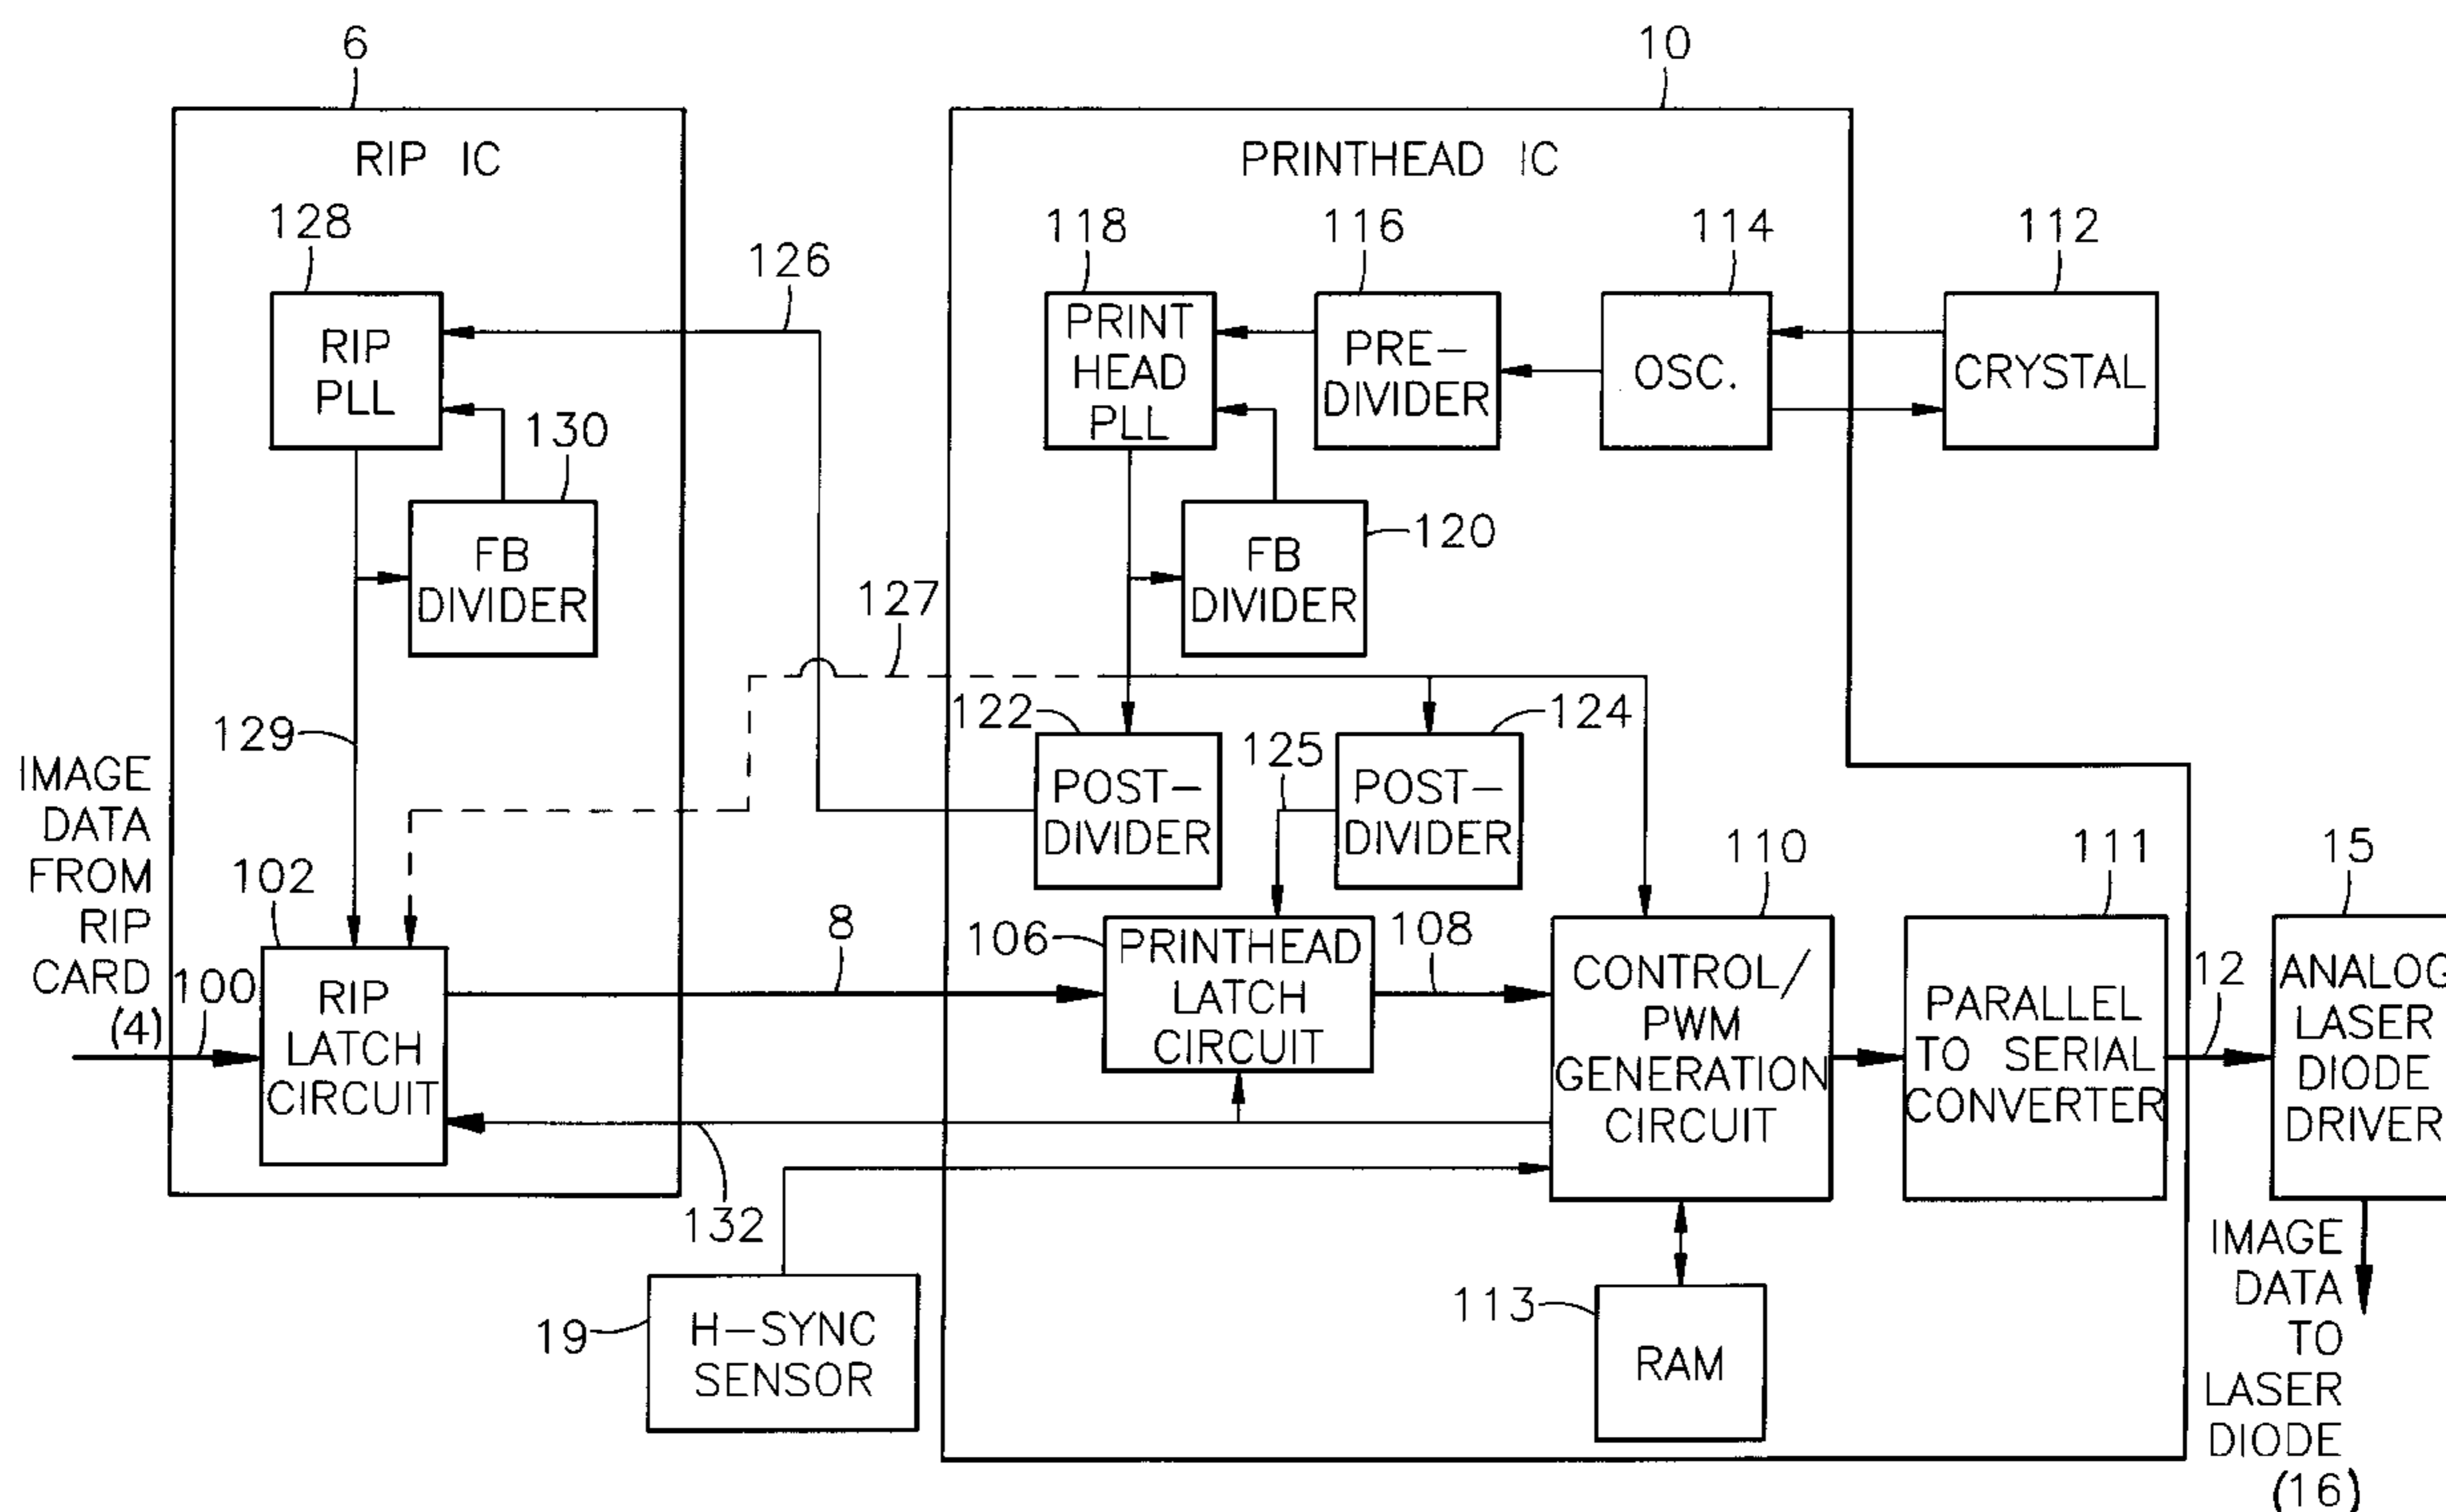 6
10
RIP IC
PRINTHEAD IC
128
126
118
116
114
112
RIP
PLL
PRINT
HEAD
PLL
PRE-
DIVIDER
OSC.
CRYSTAL
130
FB
DIVIDER
120
FB
DIVIDER
127
129
122
124
125
POST-
DIVIDER
POST-
DIVIDER
IMAGE
DATA
FROM
RIP
CARD
(4)
100
102
RIP
LATCH
CIRCUIT
8
106
PRINTHEAD
LATCH
CIRCUIT
108
110
CONTROL/
PWM
GENERATION
CIRCUIT
111
PARALLEL
TO SERIAL
CONVERTER
12
15
ANALOG
LASER
DIODE
DRIVER
132
19
H-SYNC
SENSOR
113
RAM
IMAGE
DATA
TO
LASER
DIODE
(16)